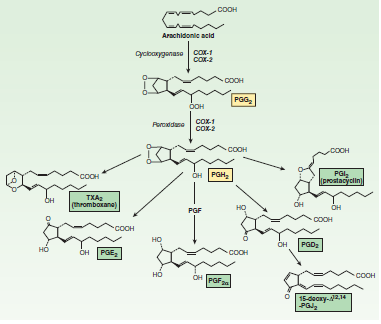 COOH
Arachidonic acid
Cyclooxygenase COX-1
COX-2
O
O
COOH
OOH
PGG2
Peroxidase COX-1
COX-2
O
O
COOH
OH
PGH2
COOH
O
PGI2
(prostacyclin)
OH
OH
O
O
COOH
OH
TXA2
(thromboxane)
PGF
O
COOH
HO
OH
PGE2
HO
COOH
HO
OH
PGF2α
HO
COOH
O
OH
PGD2
COOH
O
15-deoxy-Δ12,14
-PGJ2